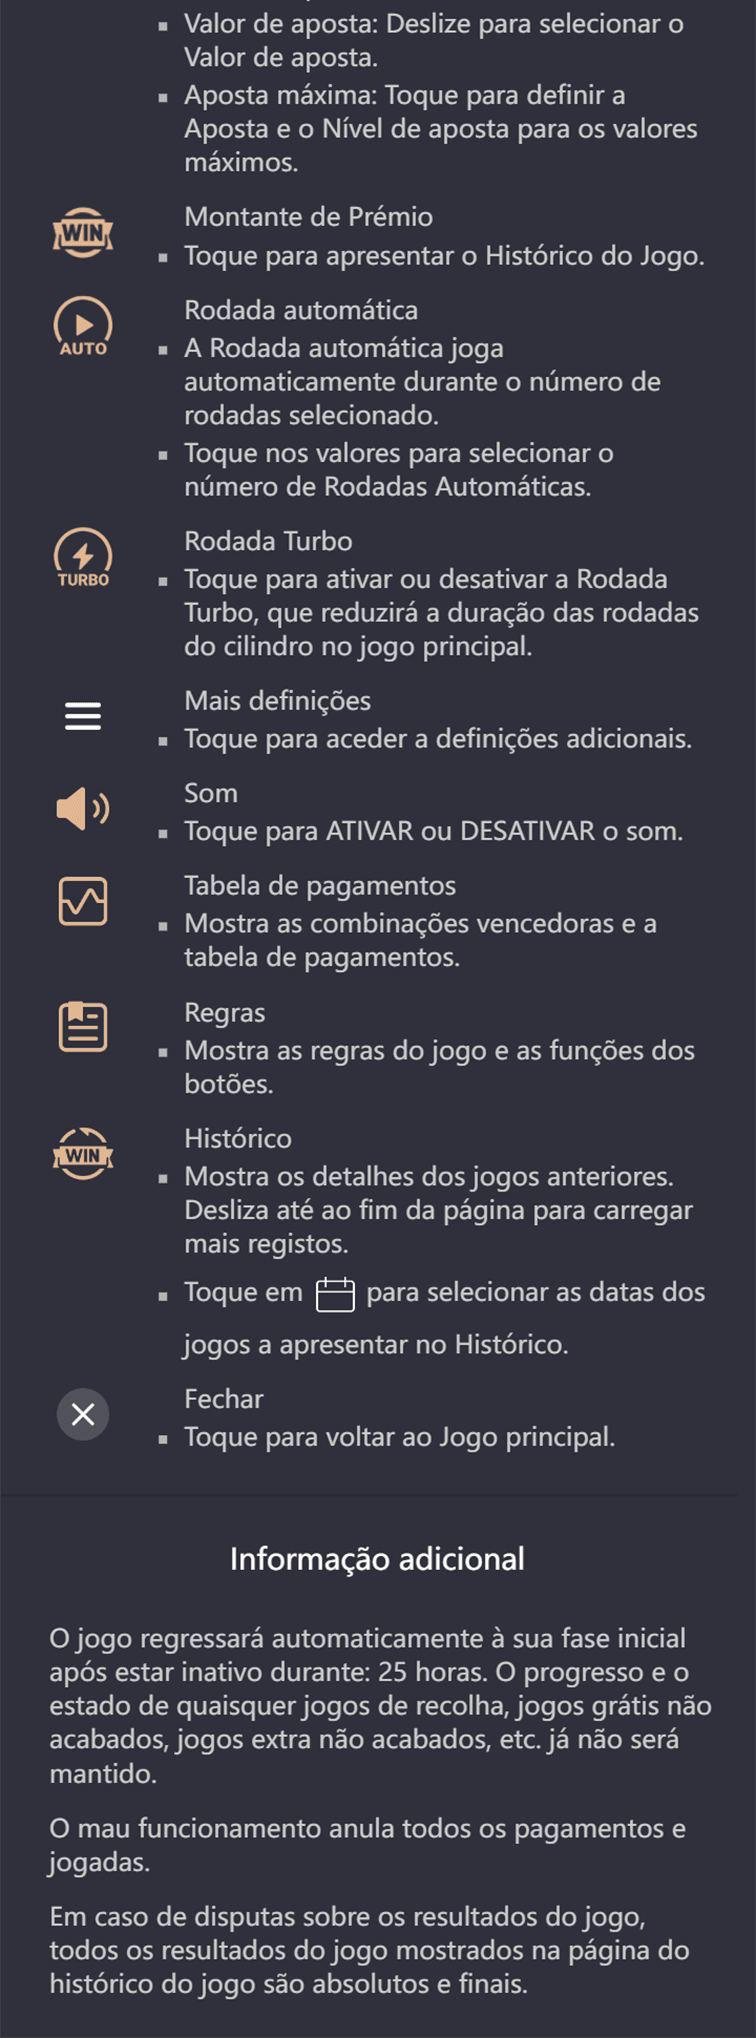 Valor de aposta: Deslize para selecionar o
Valor de aposta.
Aposta máxima: Toque para definir a
Aposta e o Nível de aposta para os valores
máximos.
WIN
Montante de Prémio
Toque para apresentar o Histórico do Jogo.
AUTO
Rodada automática
A Rodada automática joga
automaticamente durante o número de
rodadas selecionado.
Toque nos valores para selecionar o
número de Rodadas Automáticas.
TURBO
Rodada Turbo
Toque para ativar ou desativar a Rodada
Turbo, que reduzirá a duração das rodadas
do cilindro no jogo principal.
Mais definições
Toque para aceder a definições adicionais.
Som
Toque para ATIVAR ou DESATIVAR o som.
Tabela de pagamentos
Mostra as combinações vencedoras e a
tabela de pagamentos.
Regras
Mostra as regras do jogo e as funções dos
botões.
WIN
Histórico
Mostra os detalhes dos jogos anteriores.
Desliza até ao fim da página para carregar
mais registos.
Toque em para selecionar as datas dos
jogos a apresentar no Histórico.
Fechar
Toque para voltar ao Jogo principal.
Informação adicional
O jogo regressará automaticamente à sua fase inicial
após estar inativo durante: 25 horas. O progresso e o
estado de quaisquer jogos de recolha, jogos grátis não
acabados, jogos extra não acabados, etc. já não será
mantido.
O mau funcionamento anula todos os pagamentos e
jogadas.
Em caso de disputas sobre os resultados do jogo,
todos os resultados do jogo mostrados na página do
histórico do jogo são absolutos e finais.